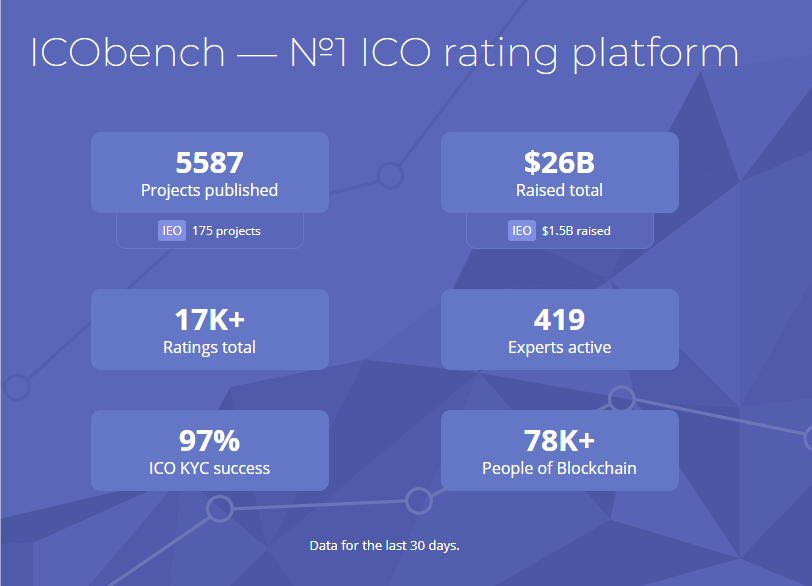 ICObench — №1 ICO rating platform
5587
Projects published
IEO 175 projects
$26B
Raised total
IEO $1.5B raised
17K+
Ratings total
419
Experts active
97%
ICO KYC success
78K+
People of Blockchain
Data for the last 30 days.